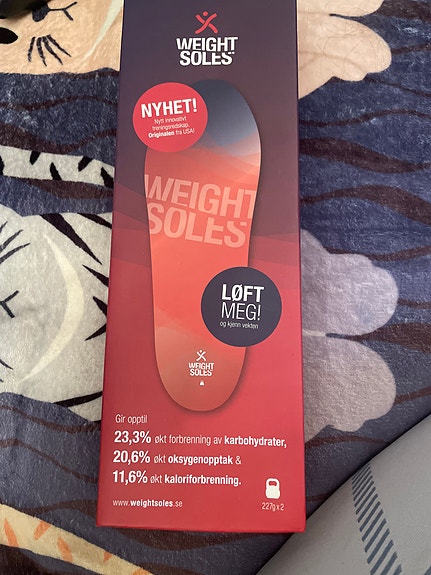 WEIGHT
SOLES
NYHET!
Nytt innovativt
treningsredskap.
Originalen fra USA!
WEIGHT
SOLES
LØFT
MEG!
og kjenn vekten
WEIGHT
SOLES
Gir opptil
23,3% økt forbrenning av karbohydrater,
20,6% økt oksygenopptak &
11,6% økt kaloriforbrenning.
www.weightsoles.se
227g x 2